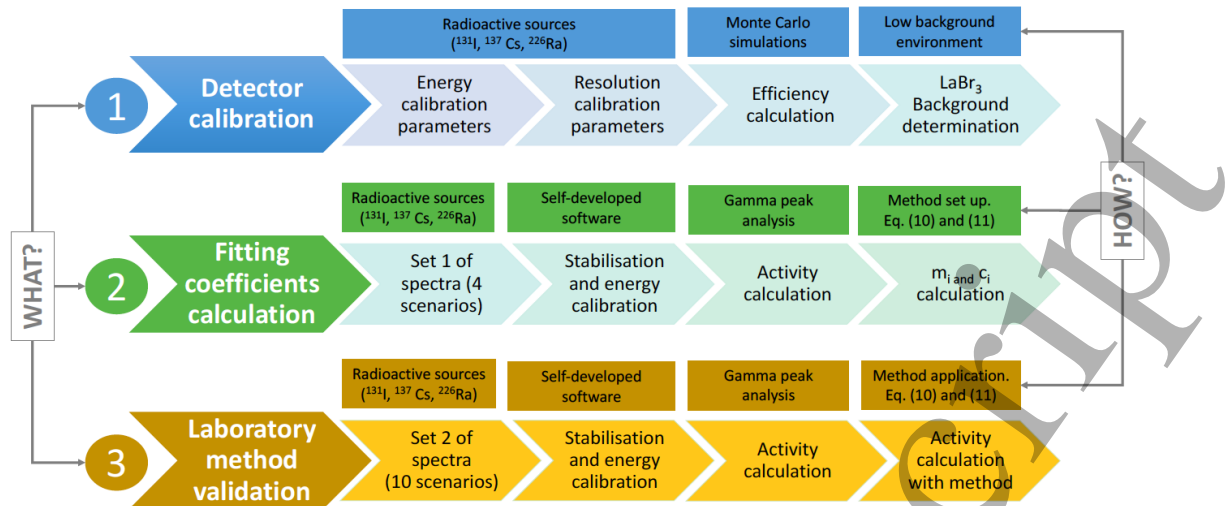 WHAT?
HOW?
1
Detector
calibration
Radioactive sources
(¹³¹I, ¹³⁷ Cs, ²²⁶Ra)
Monte Carlo
simulations
Low background
environment
Energy
calibration
parameters
Resolution
calibration
parameters
Efficiency
calculation
LaBr₃
Background
determination
2
Fitting
coefficients
calculation
Radioactive sources
(¹³¹I, ¹³⁷ Cs, ²²⁶Ra)
Self-developed
software
Gamma peak
analysis
Method set up.
Eq. (10) and (11)
Set 1 of
spectra (4
scenarios)
Stabilisation
and energy
calibration
Activity
calculation
mᵢ and cᵢ
calculation
3
Laboratory
method
validation
Radioactive sources
(¹³¹I, ¹³⁷ Cs, ²²⁶Ra)
Self-developed
software
Gamma peak
analysis
Method application.
Eq. (10) and (11)
Set 2 of
spectra
(10 scenarios)
Stabilisation
and energy
calibration
Activity
calculation
Activity
calculation
with method
cript